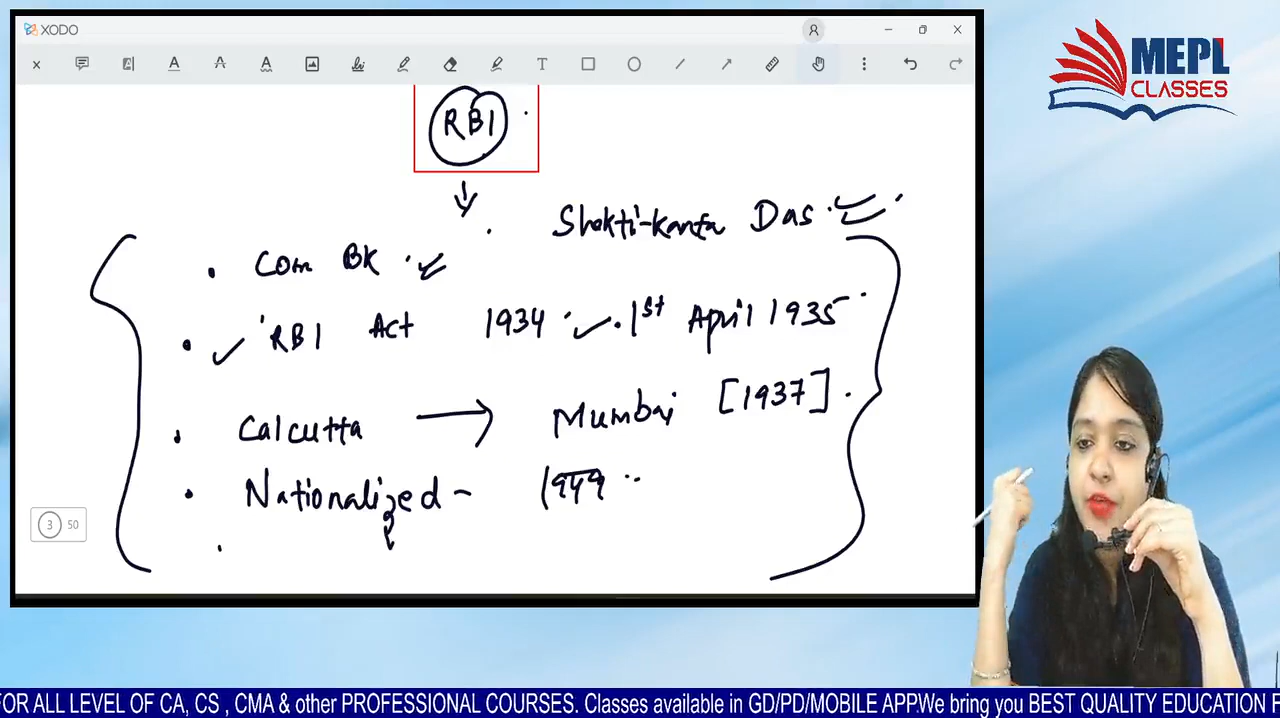 XODO
MEPL
CLASSES
RBI
Shakti-kanta Das
Com BK
RBI Act 1934 1st April 1935
Calcutta → Mumbai [1937]
Nationalized - 1949
3 50
FOR ALL LEVEL OF CA, CS , CMA & other PROFESSIONAL COURSES. Classes available in GD/PD/MOBILE APP.We bring you BEST QUALITY EDUCATION F